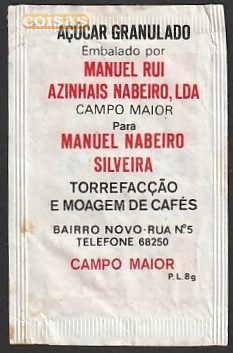 coisas
AÇÚCAR GRANULADO
Embalado por
MANUEL RUI
AZINHAIS NABEIRO, LDA
CAMPO MAIOR
Para
MANUEL NABEIRO
SILVEIRA
TORREFACÇÃO
E MOAGEM DE CAFÉS
BAIRRO NOVO-RUA Nº5
TELEFONE 68250
CAMPO MAIOR
P.L. 8g